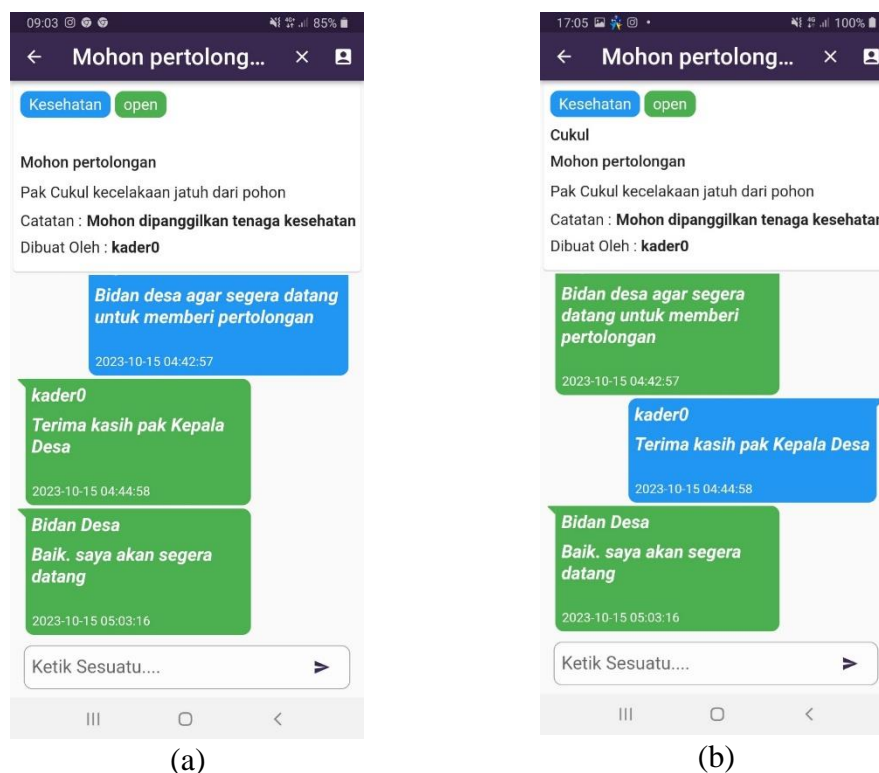 09:03 85%
Mohon pertolong...
Kesehatan open
Mohon pertolongan
Pak Cukul kecelakaan jatuh dari pohon
Catatan : Mohon dipanggilkan tenaga kesehatan
Dibuat Oleh : kader0
Bidan desa agar segera datang
untuk memberi pertolongan
2023-10-15 04:42:57
kader0
Terima kasih pak Kepala
Desa
2023-10-15 04:44:58
Bidan Desa
Baik. saya akan segera
datang
2023-10-15 05:03:16
Ketik Sesuatu....
(a)
17:05 4G 100%
Mohon pertolong...
Kesehatan open
Cukul
Mohon pertolongan
Pak Cukul kecelakaan jatuh dari pohon
Catatan : Mohon dipanggilkan tenaga kesehatan
Dibuat Oleh : kader0
Bidan desa agar segera
datang untuk memberi
pertolongan
2023-10-15 04:42:57
kader0
Terima kasih pak Kepala Desa
2023-10-15 04:44:58
Bidan Desa
Baik. saya akan segera
datang
2023-10-15 05:03:16
Ketik Sesuatu....
(b)